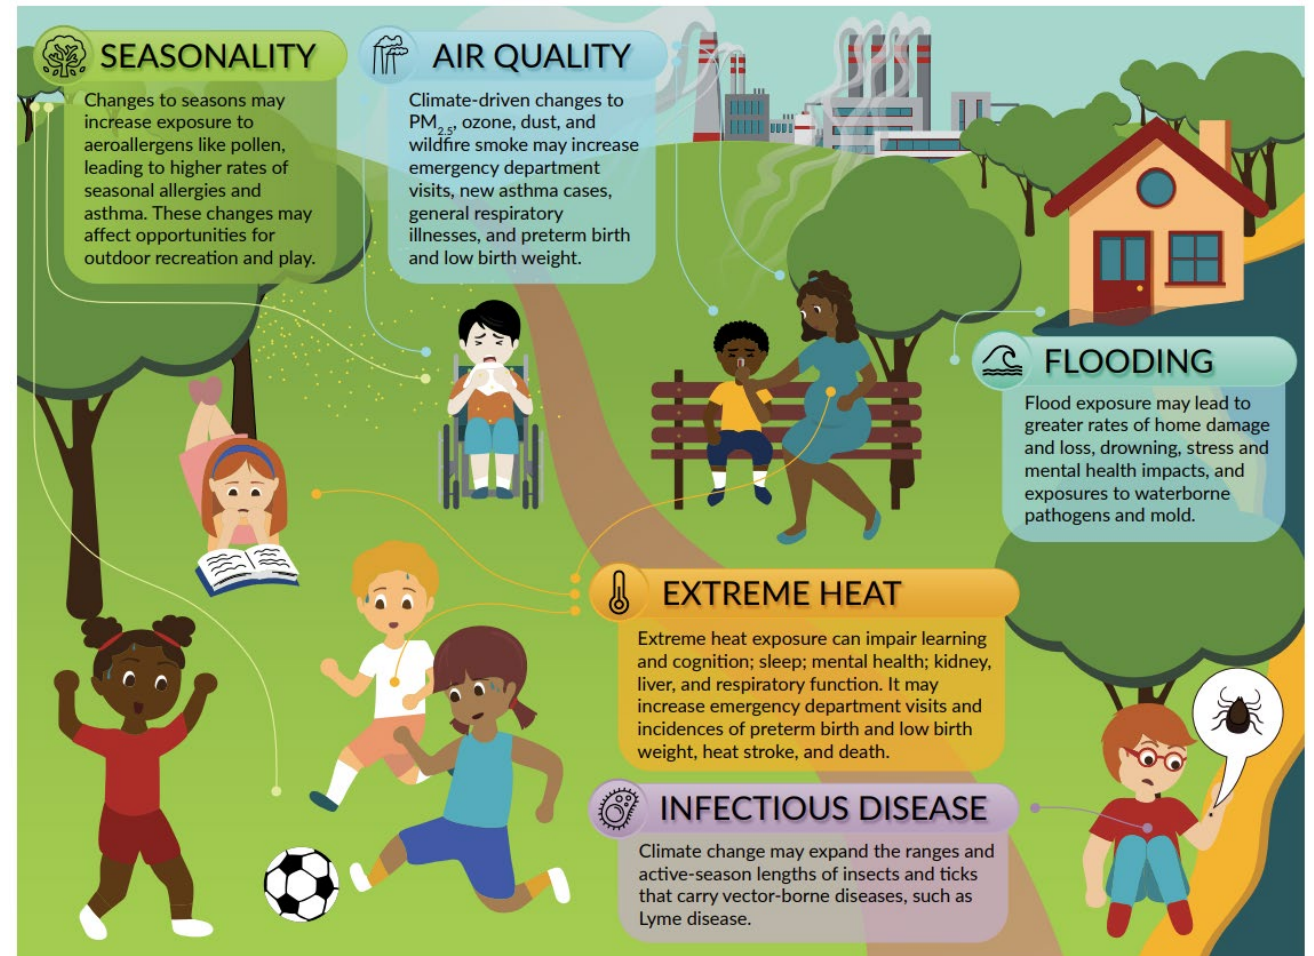 SEASONALITY
Changes to seasons may
increase exposure to
aeroallergens like pollen,
leading to higher rates of
seasonal allergies and
asthma. These changes may
affect opportunities for
outdoor recreation and play.
AIR QUALITY
Climate-driven changes to
PM2.5, ozone, dust, and
wildfire smoke may increase
emergency department
visits, new asthma cases,
general respiratory
illnesses, and preterm birth
and low birth weight.
FLOODING
Flood exposure may lead to
greater rates of home damage
and loss, drowning, stress and
mental health impacts, and
exposures to waterborne
pathogens and mold.
EXTREME HEAT
Extreme heat exposure can impair learning
and cognition; sleep; mental health; kidney,
liver, and respiratory function. It may
increase emergency department visits and
incidences of preterm birth and low birth
weight, heat stroke, and death.
INFECTIOUS DISEASE
Climate change may expand the ranges and
active-season lengths of insects and ticks
that carry vector-borne diseases, such as
Lyme disease.